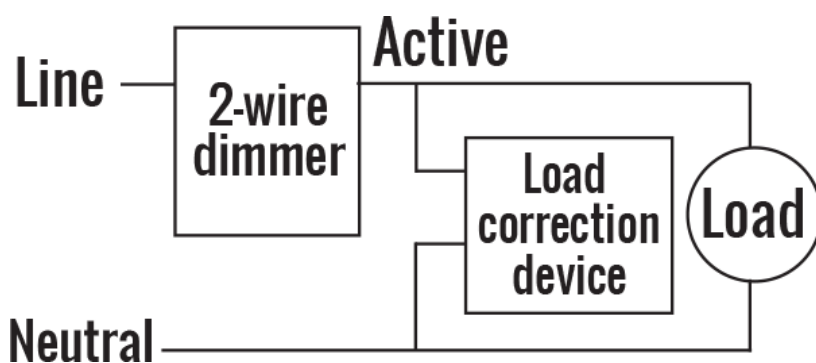 Line
2-wire
dimmer
Active
Load
correction
device
Load
Neutral